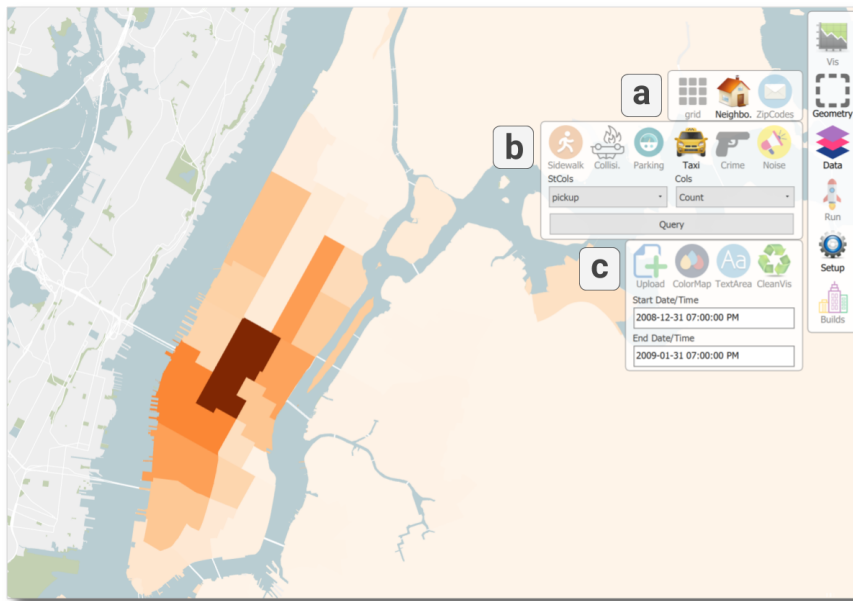 Vis
a
grid Neighbo. ZipCodes
Geometry
b
Sidewalk Collisi. Parking Taxi Crime Noise
Data
StCols Cols
pickup Count
Run
Query
c
Setup
Upload ColorMap TextArea CleanVis
Aa
Start Date/Time
2008-12-31 07:00:00 PM
Builds
End Date/Time
2009-01-31 07:00:00 PM